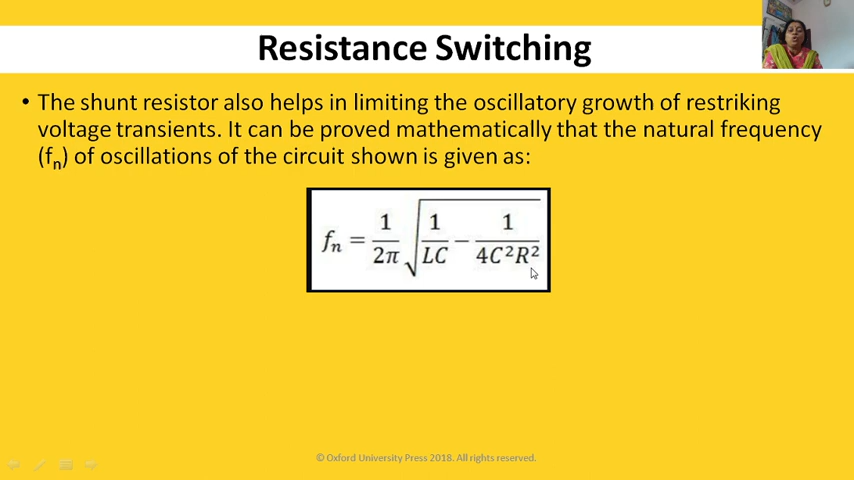 Resistance Switching
• The shunt resistor also helps in limiting the oscillatory growth of restriking
voltage transients. It can be proved mathematically that the natural frequency
(fn) of oscillations of the circuit shown is given as:
fₙ = 1/2π √(1/LC − 1/4C²R²)
© Oxford University Press 2018. All rights reserved.